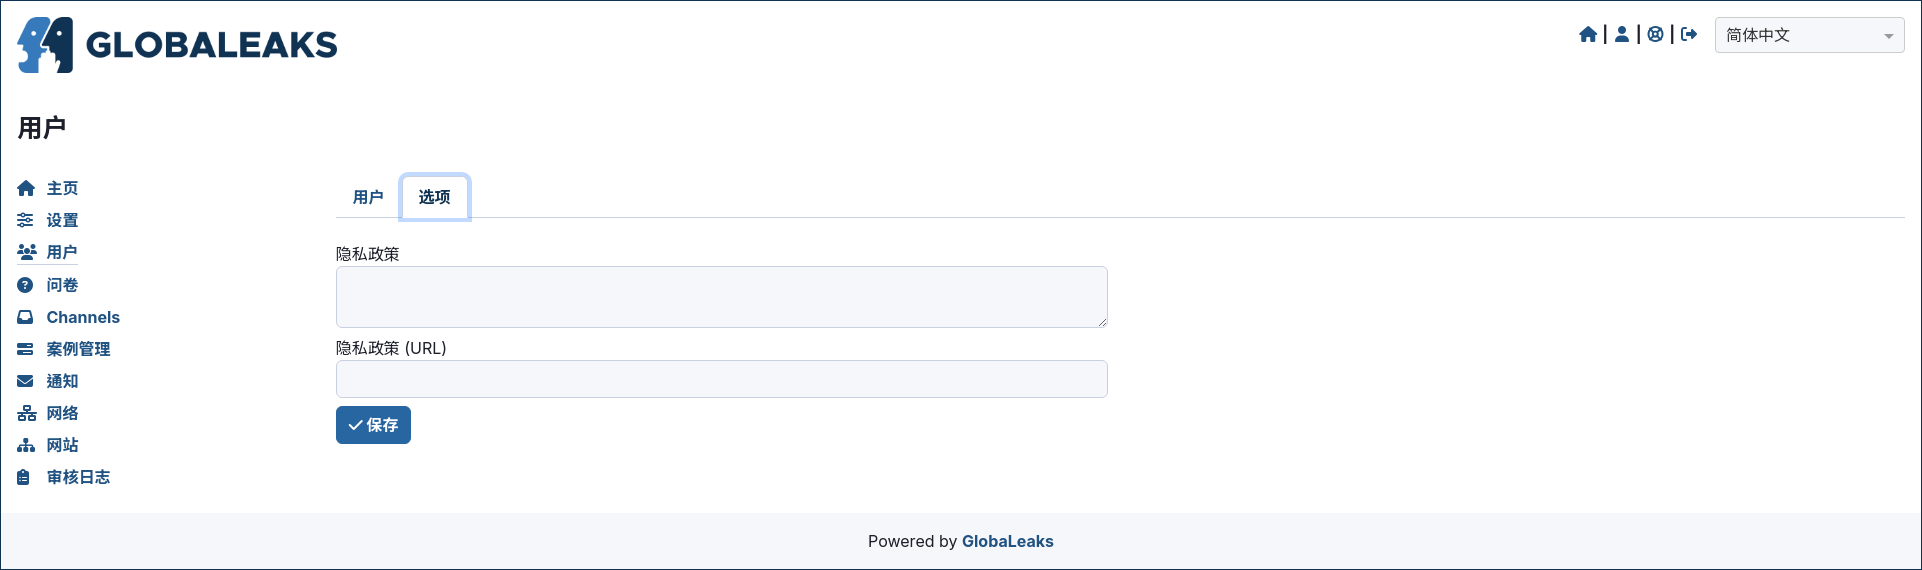 GLOBALEAKS
简体中文
用户
主页
设置
用户
问卷
Channels
案例管理
通知
网络
网站
审核日志
用户
选项
隐私政策
隐私政策 (URL)
保存
Powered by GlobaLeaks